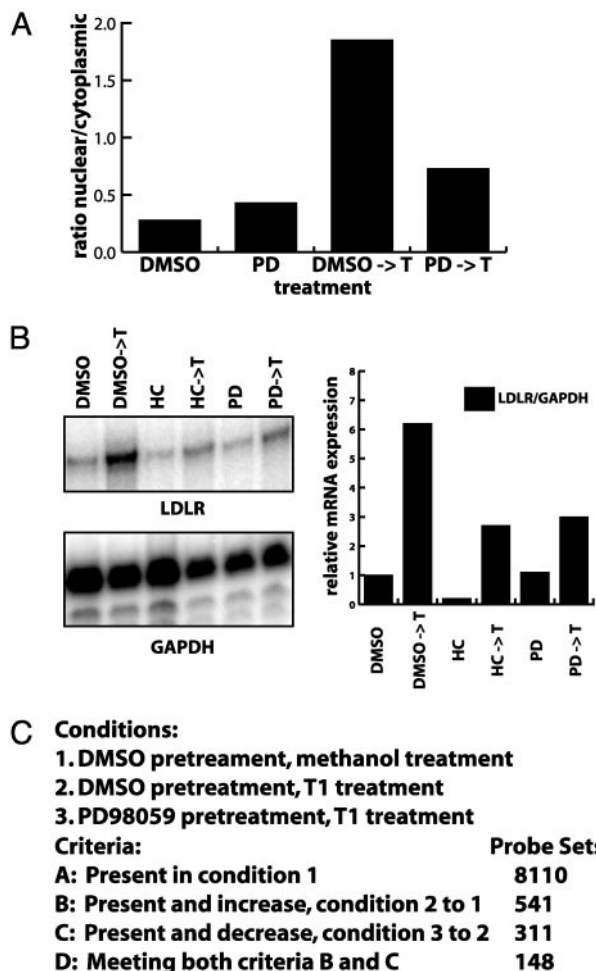 A
ratio nuclear/cytoplasmic
2.0
1.5
1.0
0.5
0.0
DMSO PD DMSO -> T PD -> T
treatment
B
DMSO DMSO->T HC HC->T PD PD->T
LDLR
GAPDH
relative mRNA expression
8
7
6
5
4
3
2
1
0
LDLR/GAPDH
DMSO DMSO -> T HC HC -> T PD PD -> T
C Conditions:
1. DMSO pretreament, methanol treatment
2. DMSO pretreatment, T1 treatment
3. PD98059 pretreatment, T1 treatment
Criteria: Probe Sets
A: Present in condition 1 8110
B: Present and increase, condition 2 to 1 541
C: Present and decrease, condition 3 to 2 311
D: Meeting both criteria B and C 148